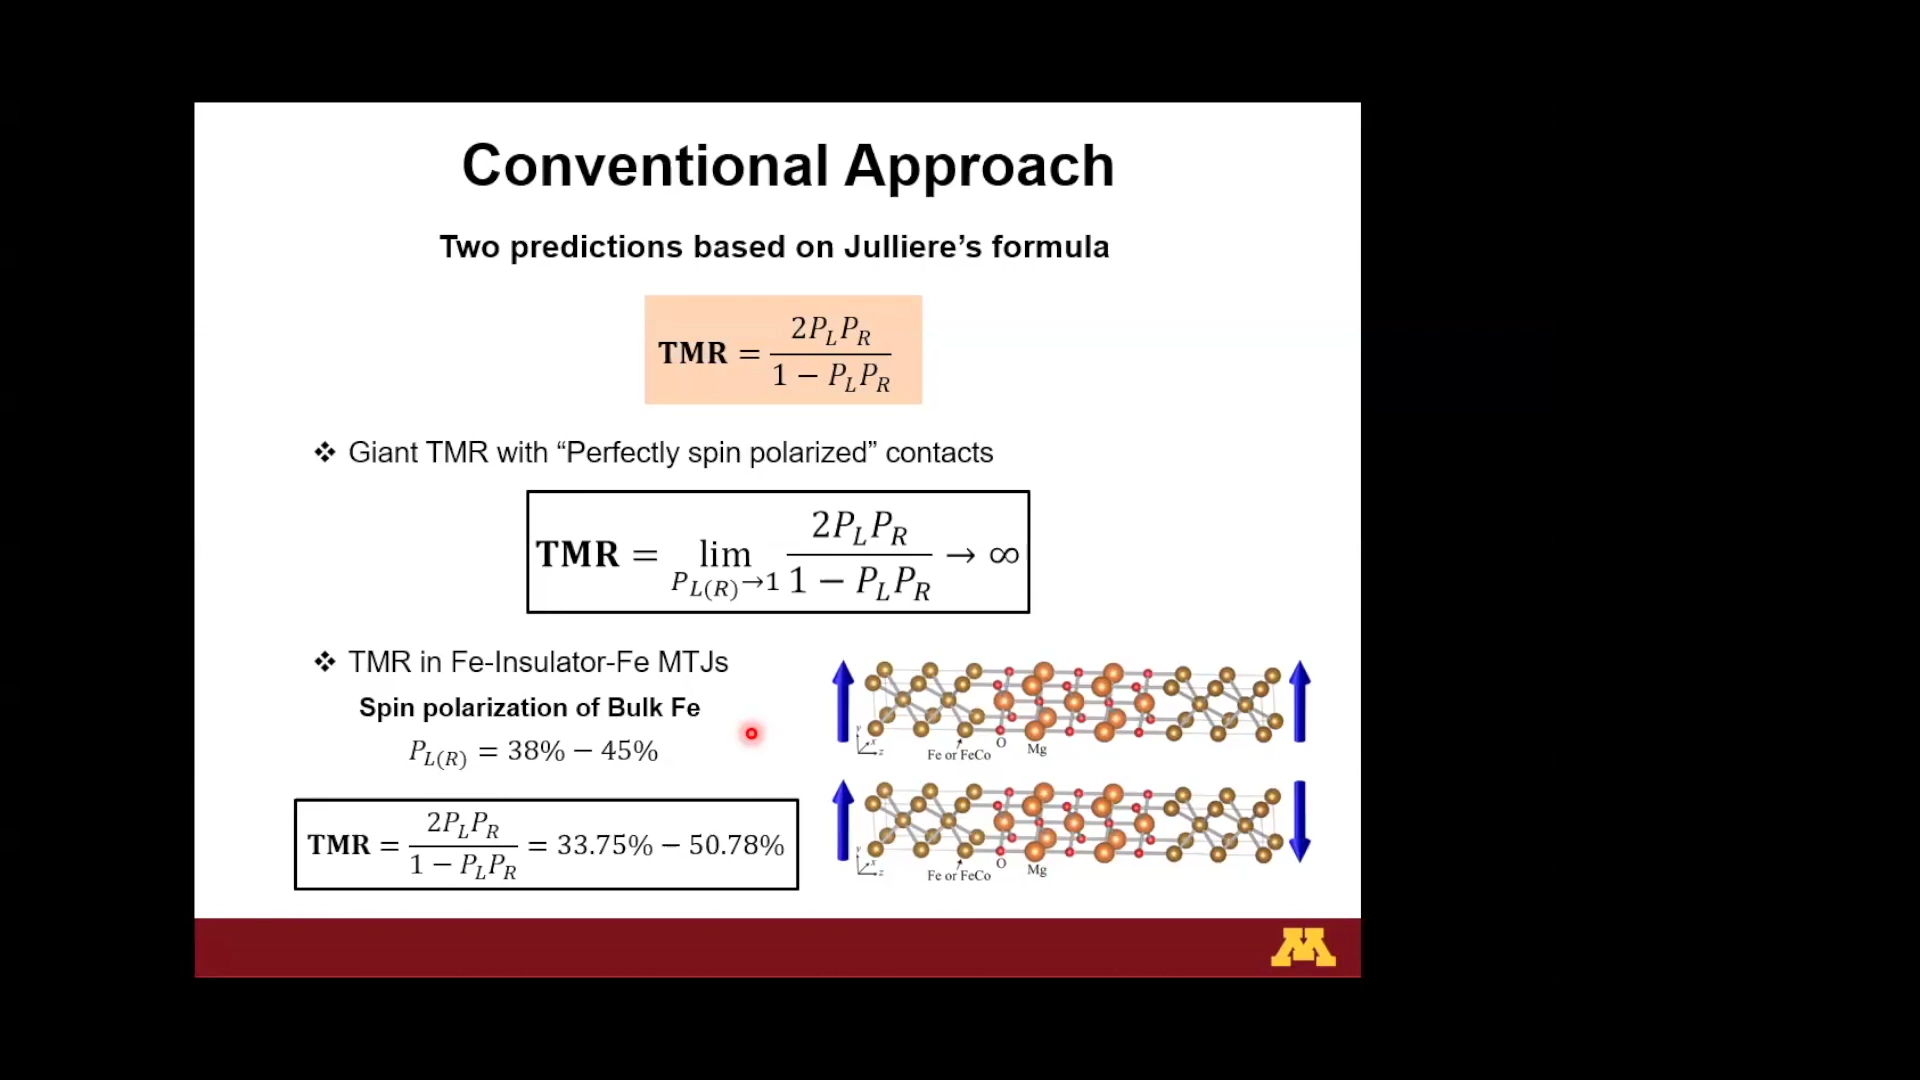 Conventional Approach
Two predictions based on Julliere's formula
TMR = 2P_L P_R / 1 − P_L P_R
❖ Giant TMR with “Perfectly spin polarized” contacts
TMR = lim P_L(R)→1 2P_L P_R / 1 − P_L P_R → ∞
❖ TMR in Fe-Insulator-Fe MTJs
Spin polarization of Bulk Fe
P_L(R) = 38% − 45%
TMR = 2P_L P_R / 1 − P_L P_R = 33.75% − 50.78%
y x z
Fe or FeCo O Mg
y x z
Fe or FeCo O Mg
M